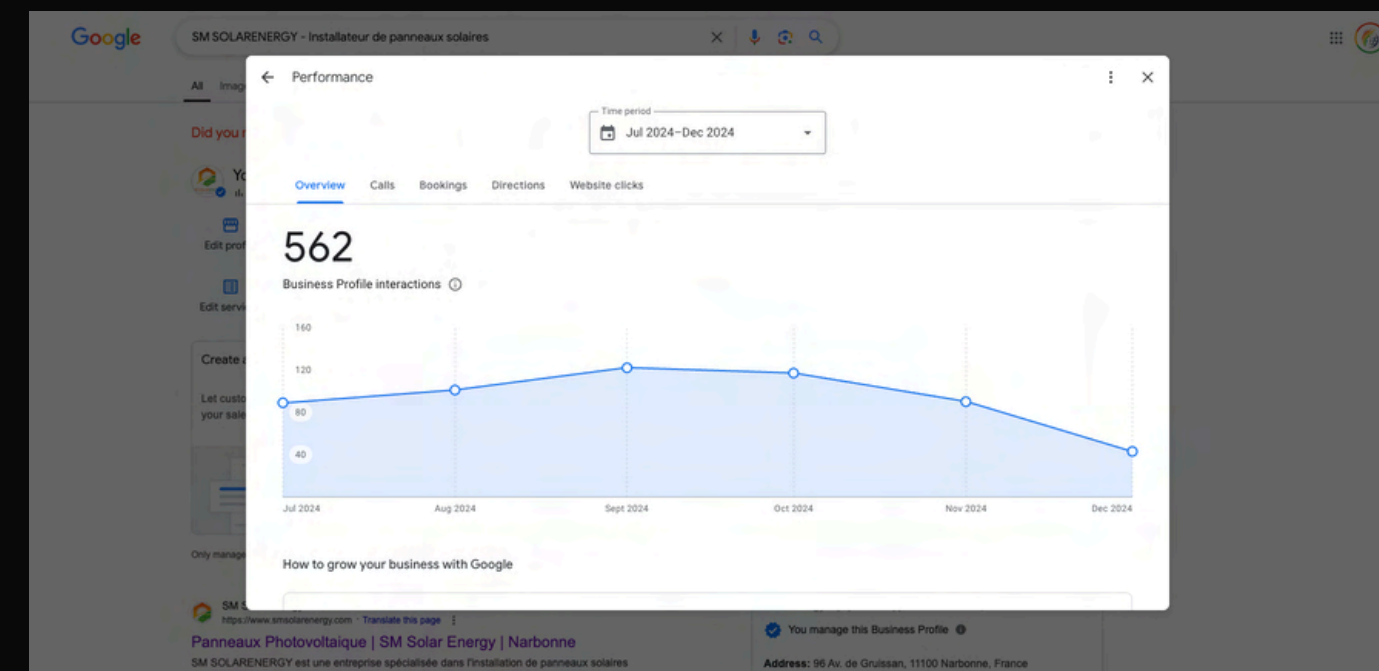 Google
SM SOLARENERGY - Installateur de panneaux solaires
All Imag
Performance
Time period
Jul 2024–Dec 2024
Did you
Yo
Overview Calls Bookings Directions Website clicks
Edit prof
562
Business Profile interactions
Edit servi
160
Create a
120
Let custo
80
your sale
40
Jul 2024 Aug 2024 Sept 2024 Oct 2024 Nov 2024 Dec 2024
Only manage
How to grow your business with Google
SM S
https://www.smsolarenergy.com · Translate this page
Panneaux Photovoltaique | SM Solar Energy | Narbonne
SM SOLARENERGY est une entreprise spécialisée dans l'installation de panneaux solaires
You manage this Business Profile
Address: 96 Av. de Gruissan, 11100 Narbonne, France